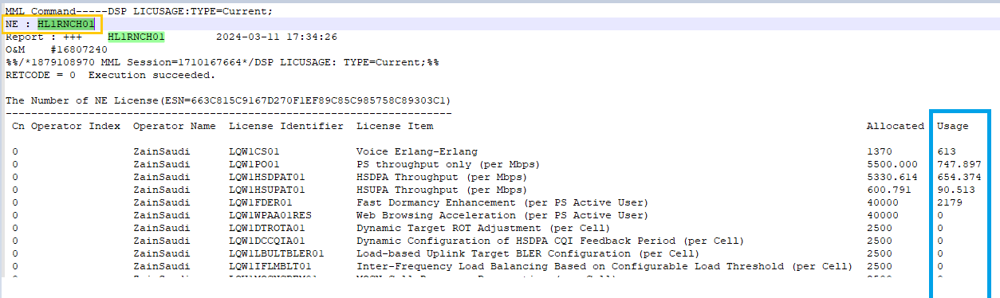 MML Command-----DSP LICUSAGE:TYPE=Current;
NE : HL1RNCH01
Report : +++    HL1RNCH01        2024-03-11 17:34:26
O&M    #16807240
%%/*1879108970 MML Session=1710167664*/DSP LICUSAGE: TYPE=Current;%%
RETCODE = 0  Execution succeeded.
The Number of NE License(ESN=663C815C9167D270F1EF89C85C985758C89303C1)
----------------------------------------------------------------------
Cn Operator Index  Operator Name  License Identifier  License Item  Allocated  Usage
0  ZainSaudi  LQW1CS01  Voice Erlang-Erlang  1370  613
0  ZainSaudi  LQW1PO01  PS throughput only (per Mbps)  5500.000  747.897
0  ZainSaudi  LQW1HSDPAT01  HSDPA Throughput (per Mbps)  5330.614  654.374
0  ZainSaudi  LQW1HSUPAT01  HSUPA Throughput (per Mbps)  600.791  90.513
0  ZainSaudi  LQW1FDER01  Fast Dormancy Enhancement (per PS Active User)  40000  2179
0  ZainSaudi  LQW1WPAA01RES  Web Browsing Acceleration (per PS Active User)  40000  0
0  ZainSaudi  LQW1DTROTA01  Dynamic Target ROT Adjustment (per Cell)  2500  0
0  ZainSaudi  LQW1DCCQIA01  Dynamic Configuration of HSDPA CQI Feedback Period (per Cell)  2500  0
0  ZainSaudi  LQW1LBULTBLER01  Load-based Uplink Target BLER Configuration (per Cell)  2500  0
0  ZainSaudi  LQW1IFLMBLT01  Inter-Frequency Load Balancing Based on Configurable Load Threshold (per Cell)  2500  0